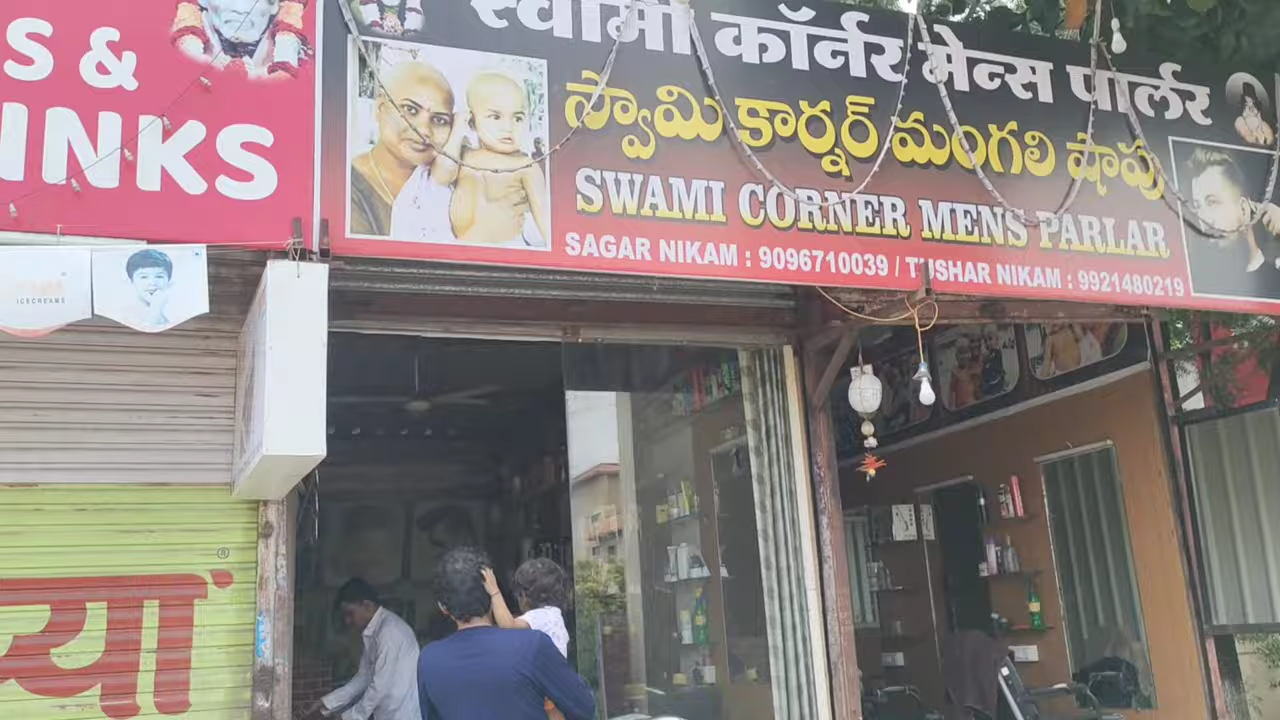 S &
INKS
ICECREAMS
स्वामी कॉर्नर मेन्स पार्लर
స్వామి కార్నర్ మంగలి షాపు
SWAMI CORNER MENS PARLAR
SAGAR NIKAM : 9096710039 / TUSHAR NIKAM : 9921480219
®
च्यां